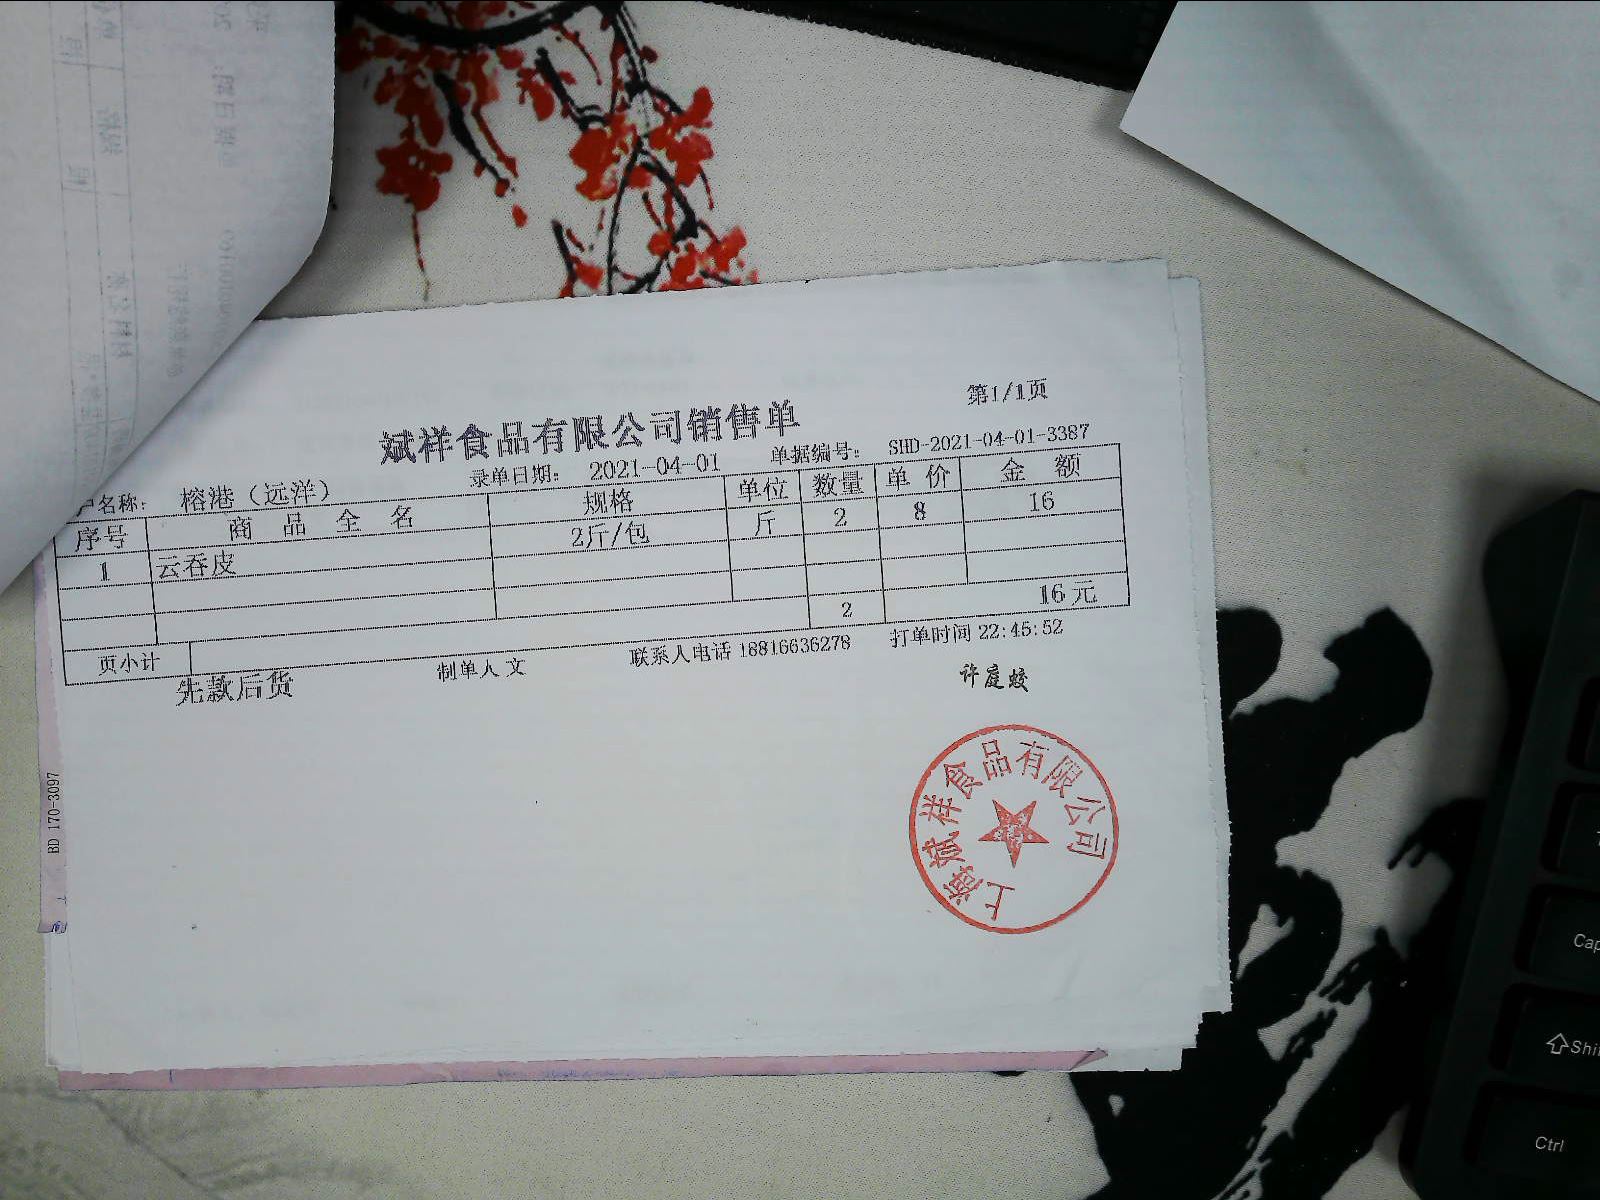 第1/1页
斌祥食品有限公司销售单
户名称: 榕港（远洋） 录单日期: 2021-04-01 单据编号: SHD-2021-04-01-3387
序号 商品全名 规格 单位 数量 单价 金额
1 云吞皮 2斤/包 斤 2 8 16
页小计 2 16元
先款后货 制单人 文 联系人电话 18816636278 打单时间 22:45:52
许庭蛟
上海斌祥食品有限公司
BD 170-3097
Cap
Shi
Ctrl